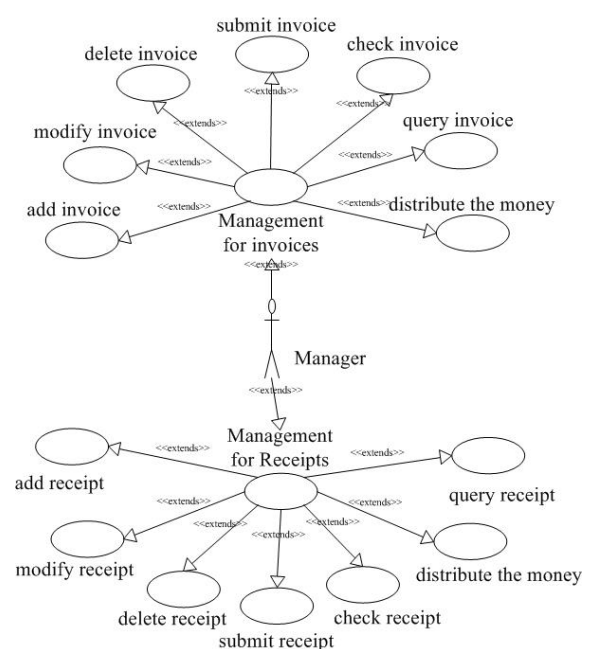 submit invoice
delete invoice
check invoice
<<extends>>
<<extends>>
<<extends>>
modify invoice
query invoice
<<extends>>
<<extends>>
add invoice
<<extends>>
<<extends>>
distribute the money
Management
for invoices
<<extends>>
Manager
<<extends>>
Management
for Receipts
<<extends>>
<<extends>>
add receipt
query receipt
<<extends>>
<<extends>>
<<extends>>
<<extends>>
<<extends>>
modify receipt
distribute the money
delete receipt
check receipt
submit receipt